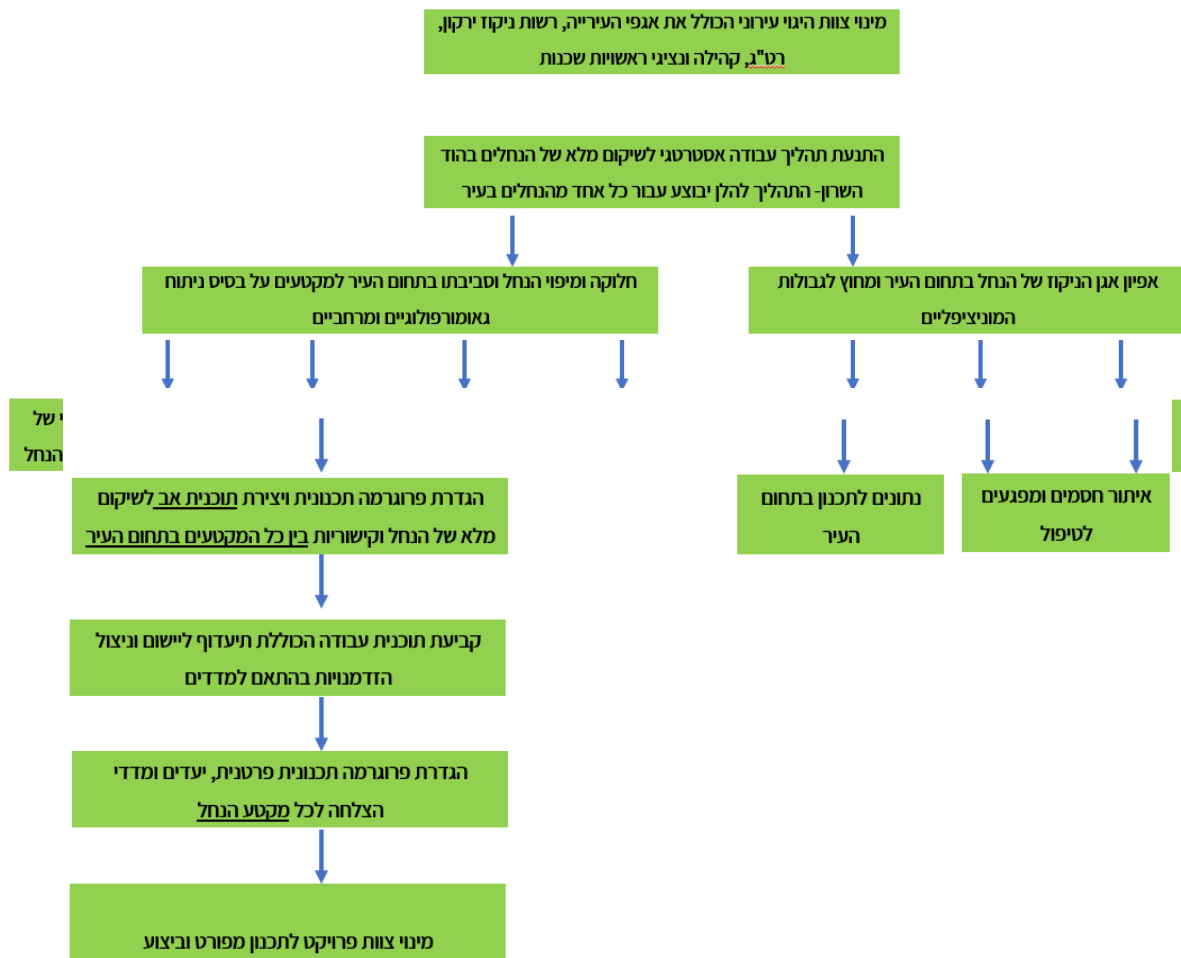 מינוי צוות היגוי עירוני הכולל את אגפי העירייה, רשות ניקוז ירקון,
רט"ג, קהילה ונציגי ראשויות שכנות
התנעת תהליך עבודה אסטרטגי לשיקום מלא של הנחלים בהוד
השרון- התהליך להלן יבוצע עבור כל אחד מהנחלים בעיר
אפיון אגן הניקוז של הנחל בתחום העיר ומחוץ לגבולות
המוניציפליים
חלוקה ומיפוי הנחל וסביבתו בתחום העיר למקטעים על בסיס ניתוח
גאומורפולוגיים ומרחביים
של
הנחל
איתור חסמים ומפגעים
לטיפול
נתונים לתכנון בתחום
העיר
הגדרת פרוגרמה תכנונית ויצירת תוכנית אב לשיקום
מלא של הנחל וקישוריות בין כל המקטעים בתחום העיר
קביעת תוכנית עבודה הכוללת תיעדוף ליישום וניצול
הזדמנויות בהתאם למדדים
הגדרת פרוגרמה תכנונית פרטנית, יעדים ומדדי
הצלחה לכל מקטע הנחל
מינוי צוות פרויקט לתכנון מפורט וביצוע